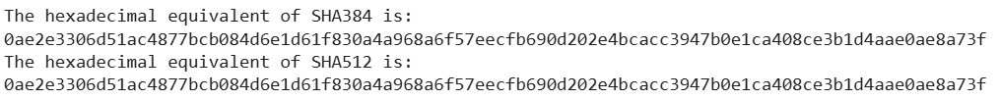 The hexadecimal equivalent of SHA384 is:
0ae2e3306d51ac4877bcb084d6e1d61f830a4a968a6f57eecfb690d202e4bcacc3947b0e1ca408ce3b1d4aae0ae8a73f
The hexadecimal equivalent of SHA512 is:
0ae2e3306d51ac4877bcb084d6e1d61f830a4a968a6f57eecfb690d202e4bcacc3947b0e1ca408ce3b1d4aae0ae8a73f